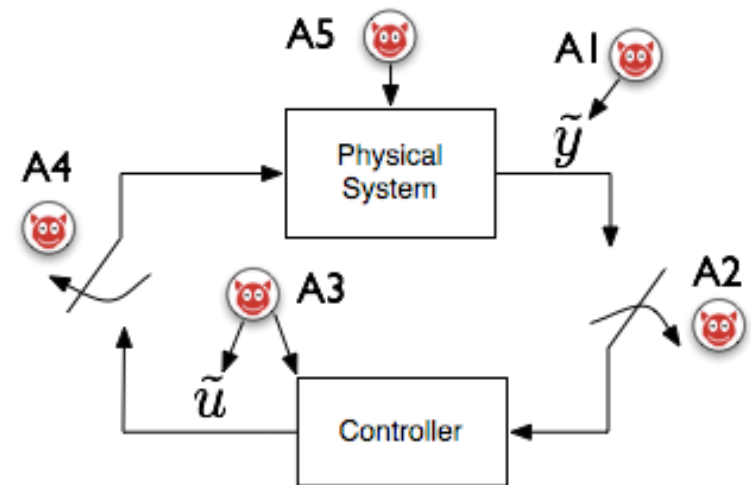 A5
A1
ỹ
Physical
System
A4
A3
A2
ũ
Controller